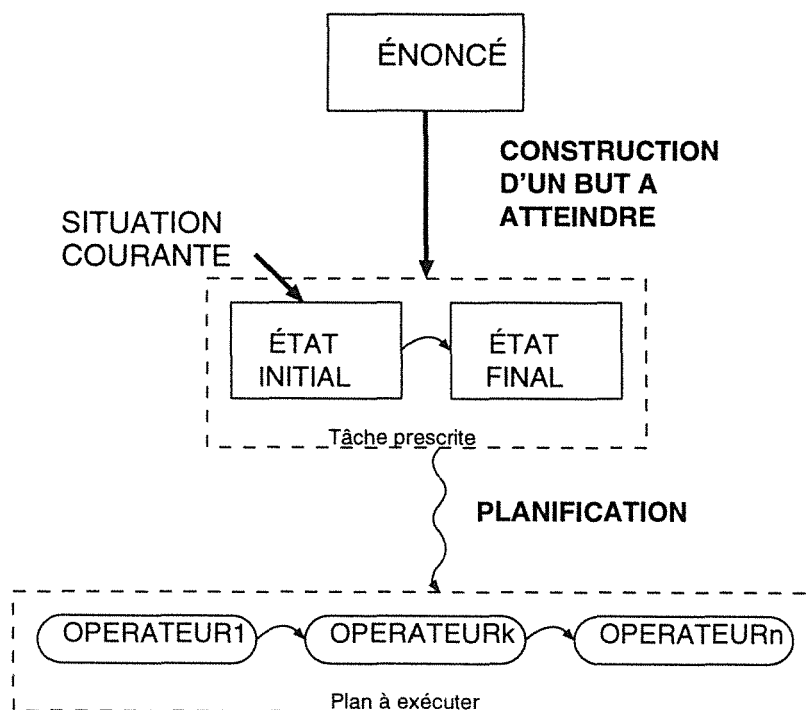 ÉNONCÉ
CONSTRUCTION
D'UN BUT A
ATTEINDRE
SITUATION
COURANTE
ÉTAT
INITIAL
ÉTAT
FINAL
Tâche prescrite
PLANIFICATION
OPERATEUR1
OPERATEURk
OPERATEURn
Plan à exécuter